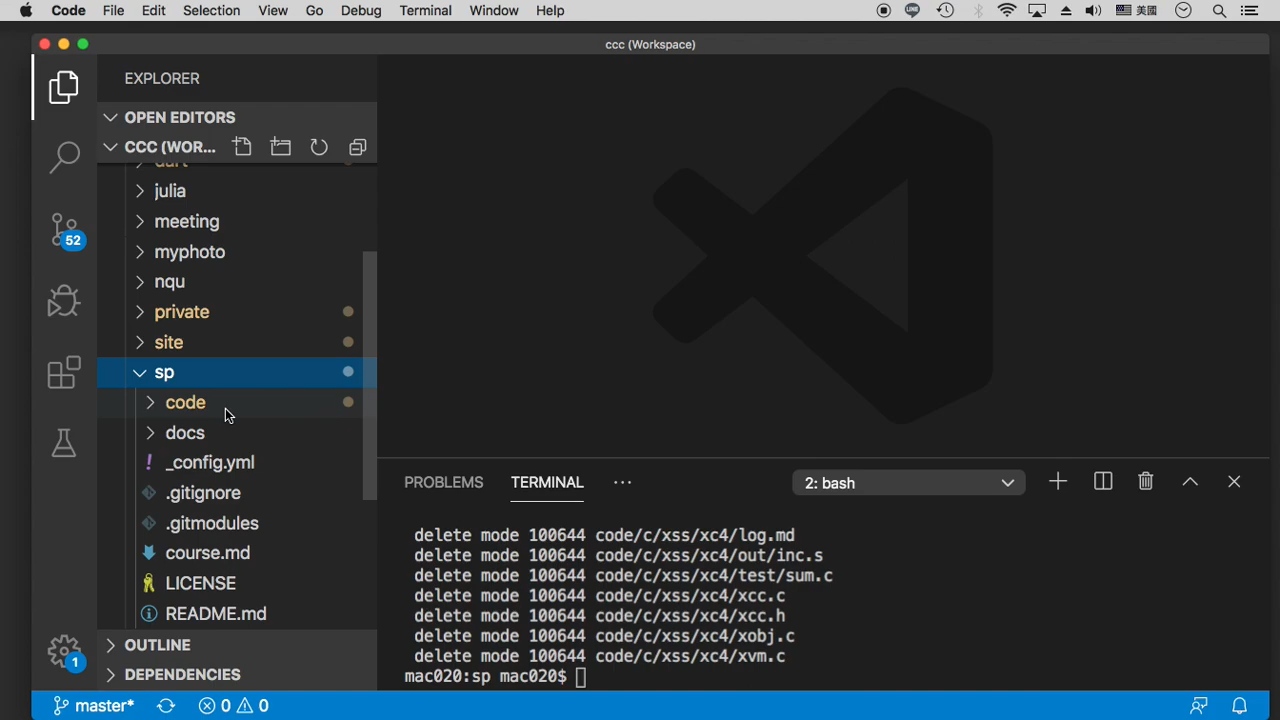 Code File Edit Selection View Go Debug Terminal Window Help 美國
ccc (Workspace)
EXPLORER
OPEN EDITORS
CCC (WOR...
dart
julia
meeting
myphoto
nqu
private
site
sp
code
docs
_config.yml
.gitignore
.gitmodules
course.md
LICENSE
README.md
OUTLINE
DEPENDENCIES
52
1
PROBLEMS TERMINAL ··· 2: bash
delete mode 100644 code/c/xss/xc4/log.md
delete mode 100644 code/c/xss/xc4/out/inc.s
delete mode 100644 code/c/xss/xc4/test/sum.c
delete mode 100644 code/c/xss/xc4/xcc.c
delete mode 100644 code/c/xss/xc4/xcc.h
delete mode 100644 code/c/xss/xc4/xobj.c
delete mode 100644 code/c/xss/xc4/xvm.c
mac020:sp mac020$
master* 0 0